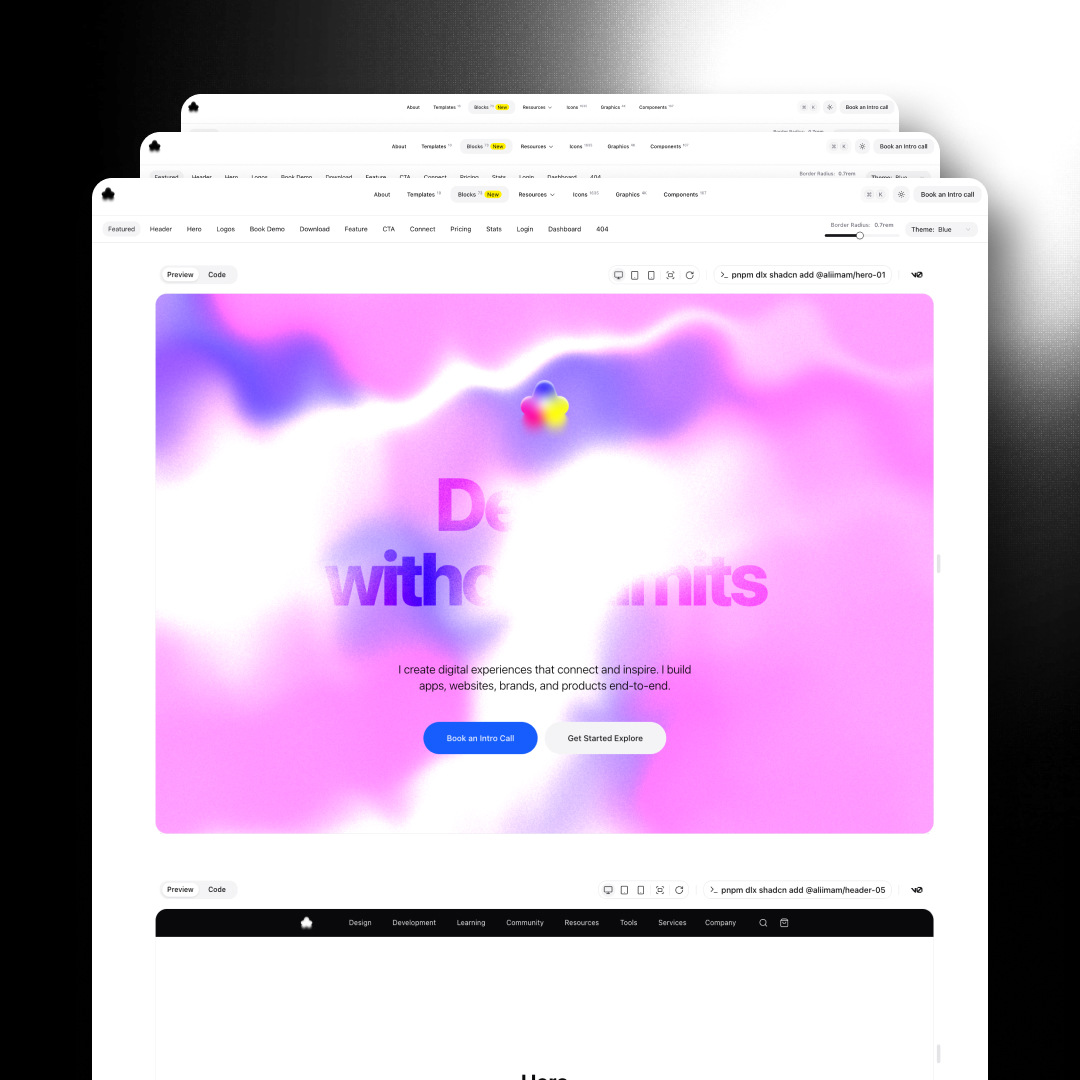 About Templates Blocks New Resources Icons Graphics Components ⌘ K Book an Intro call
About Templates Blocks New Resources Icons Graphics Components ⌘ K Book an Intro call
Featured Header Hero Logos Book Demo Download Feature CTA Connect Pricing Stats Login Dashboard 404 Border Radius: 0.7rem Theme: Blue
About Templates Blocks New Resources Icons Graphics Components ⌘ K Book an Intro call
Featured Header Hero Logos Book Demo Download Feature CTA Connect Pricing Stats Login Dashboard 404 Border Radius: 0.7rem Theme: Blue
Preview Code >_ pnpm dlx shadcn add @aliimam/hero-01 v0
De
witho mits
I create digital experiences that connect and inspire. I build
apps, websites, brands, and products end-to-end.
Book an Intro Call Get Started Explore
Preview Code >_ pnpm dlx shadcn add @aliimam/header-05 v0
Design Development Learning Community Resources Tools Services Company
Hero